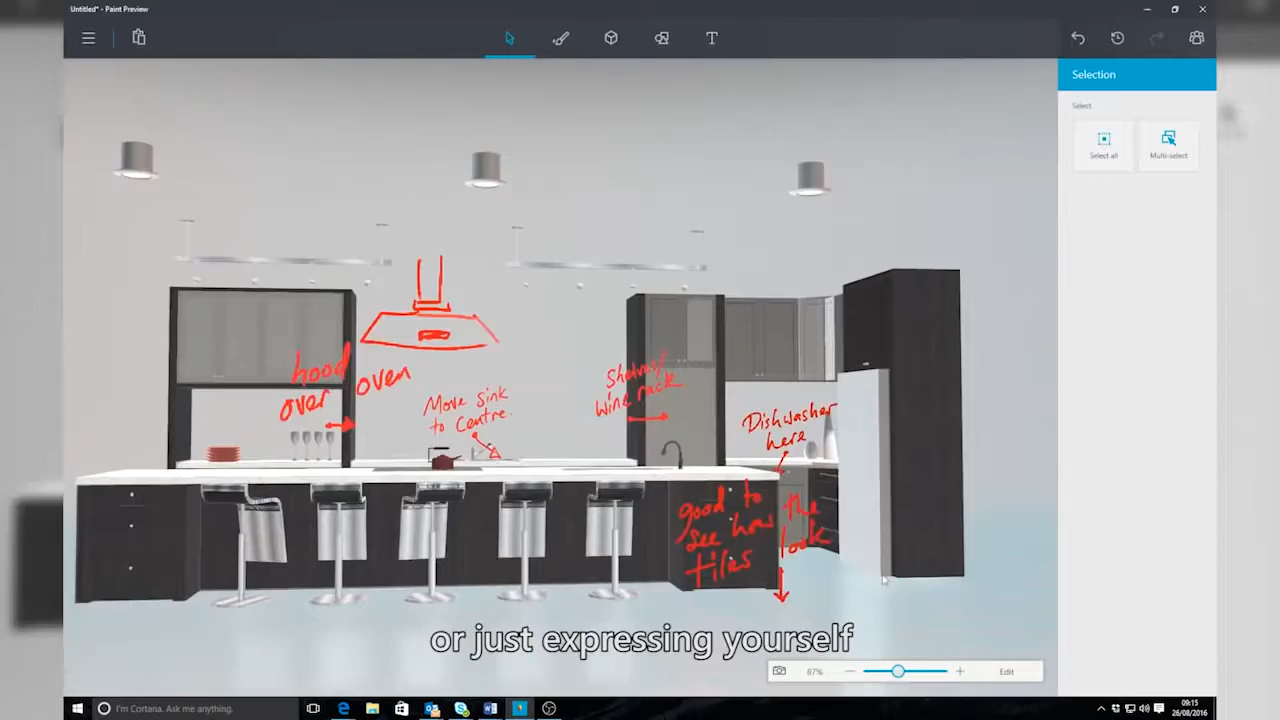 Untitled* - Paint Preview
Selection
Select
Select all
Multi-select
hood
over oven
Move sink
to Centre.
Shelves/
wine rack
Dishwasher
here
good to
see how the
tiles look
or just expressing yourself
87%
Edit
I'm Cortana. Ask me anything.
09:15
26/08/2016